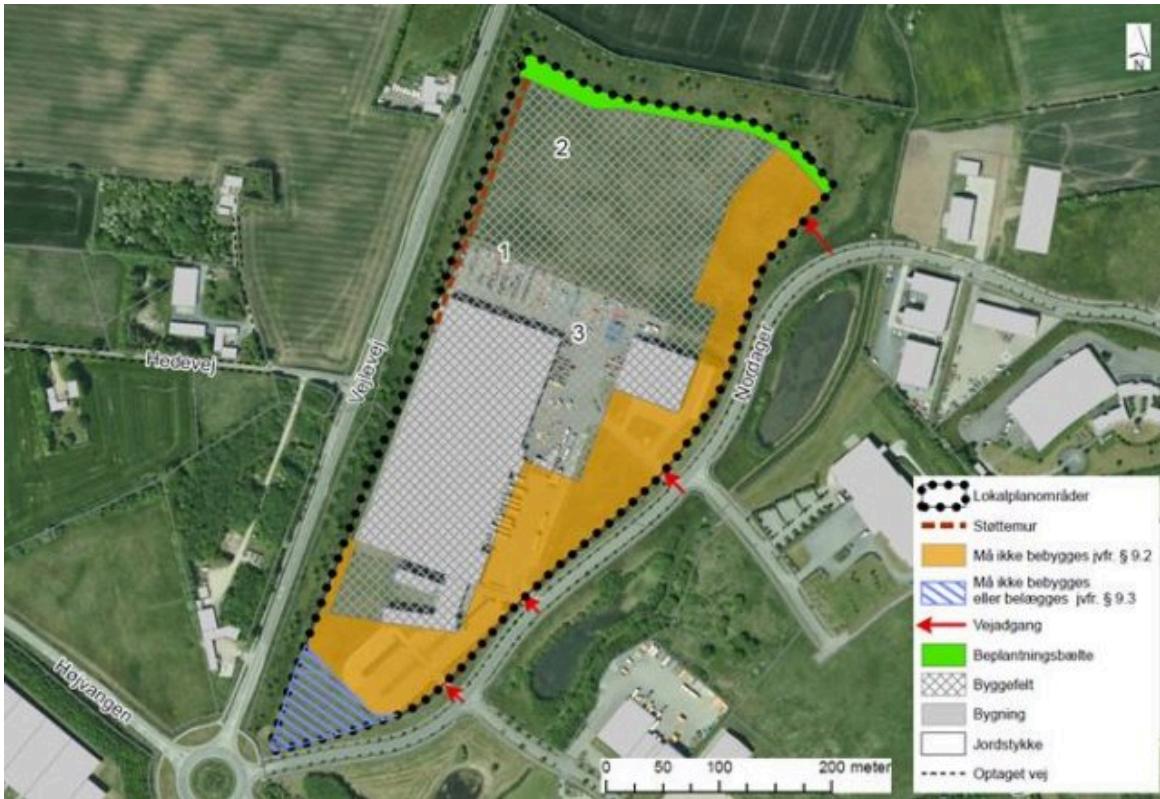 N
2
1
3
Hedevej
Vejlevej
Nordager
Højvangen
Lokalplanområder
Støttemur
Må ikke bebygges jvfr. § 9.2
Må ikke bebygges
eller belægges jvfr. § 9.3
Vejadgang
Beplantningsbælte
Byggefelt
Bygning
Jordstykke
Optaget vej
0 50 100 200 meter